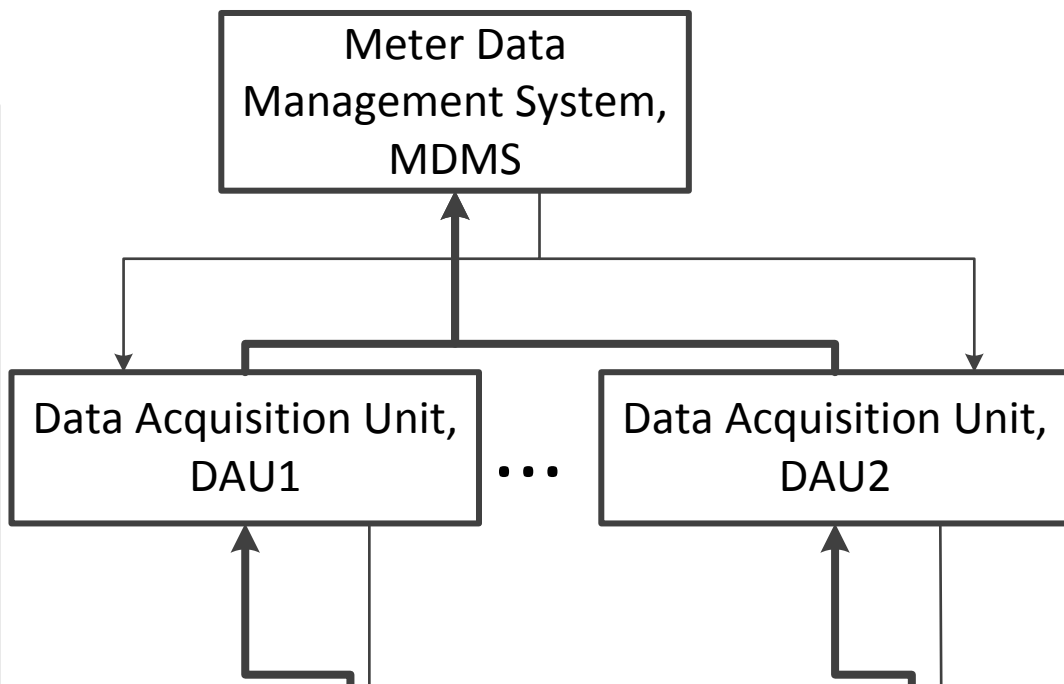 Meter Data
Management System,
MDMS
Data Acquisition Unit,
DAU1
...
Data Acquisition Unit,
DAU2